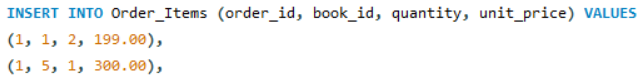 INSERT INTO Order_Items (order_id, book_id, quantity, unit_price) VALUES
(1, 1, 2, 199.00),
(1, 5, 1, 300.00),